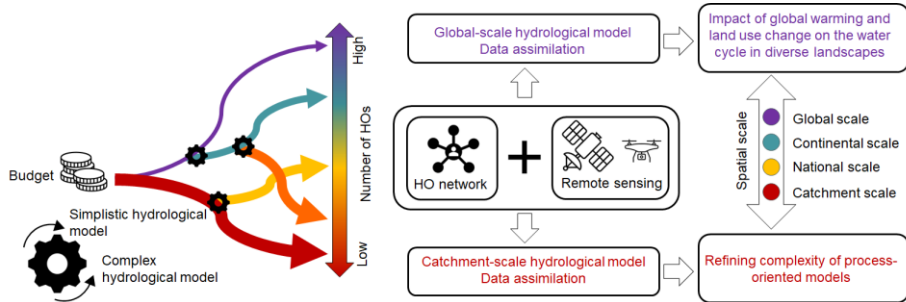 Budget
Simplistic hydrological
model
Complex
hydrological model
High
Number of HOs
Low
Global-scale hydrological model
Data assimilation
Impact of global warming and
land use change on the water
cycle in diverse landscapes
HO network
Remote sensing
Spatial scale
Global scale
Continental scale
National scale
Catchment scale
Catchment-scale hydrological model
Data assimilation
Refining complexity of process-
oriented models